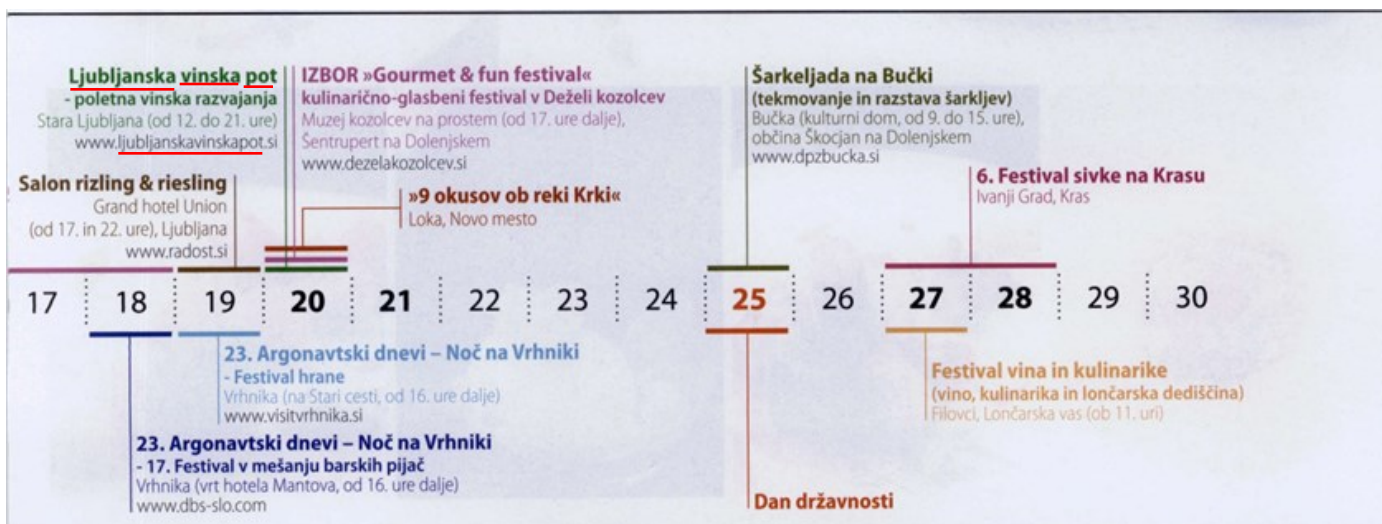 Ljubljanska vinska pot
- poletna vinska razvajanja
Stara Ljubljana (od 12. do 21. ure)
www.ljubljanskavinskapot.si
IZBOR »Gourmet & fun festival«
kulinarično-glasbeni festival v Deželi kozolcev
Muzej kozolcev na prostem (od 17. ure dalje),
Šentrupert na Dolenjskem
www.dezelakozolcev.si
Šarkeljada na Bučki
(tekmovanje in razstava šarkljev)
Bučka (kulturni dom, od 9. do 15. ure),
občina Škocjan na Dolenjskem
www.dpzbucka.si
Salon rizling & riesling
Grand hotel Union
(od 17. in 22. ure), Ljubljana
www.radost.si
»9 okusov ob reki Krki«
Loka, Novo mesto
6. Festival sivke na Krasu
Ivanji Grad, Kras
17 18 19 20 21 22 23 24 25 26 27 28 29 30
23. Argonavtski dnevi – Noč na Vrhniki
- Festival hrane
Vrhnika (na Stari cesti, od 16. ure dalje)
www.visitvrhnika.si
23. Argonavtski dnevi – Noč na Vrhniki
- 17. Festival v mešanju barskih pijač
Vrhnika (vrt hotela Mantova, od 16. ure dalje)
www.dbs-slo.com
Dan državnosti
Festival vina in kulinarike
(vino, kulinarika in lončarska dediščina)
Filovci, Lončarska vas (ob 11. uri)